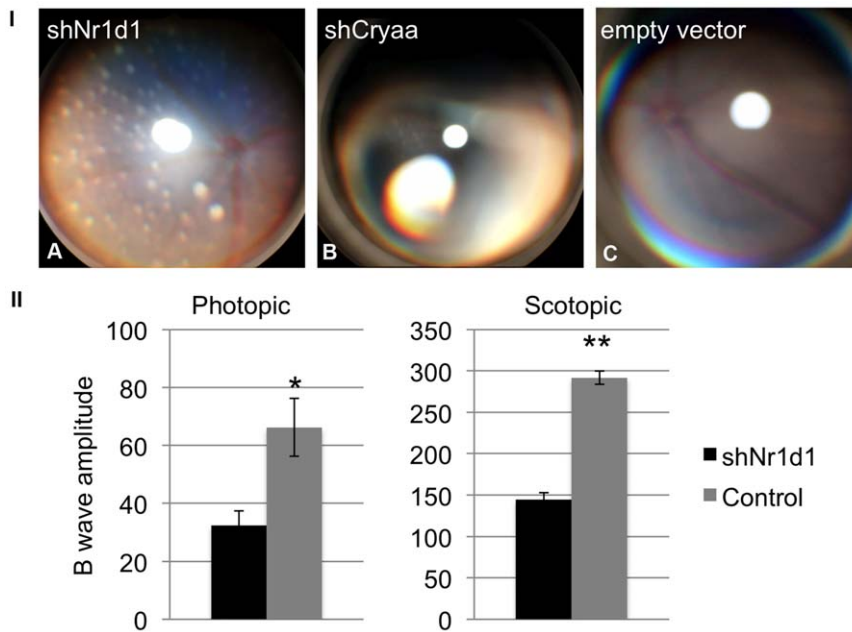 I
shNr1d1
shCryaa
empty vector
A
B
C
II
Photopic
Scotopic
B wave amplitude
100
80
60
40
20
0
*
350
300
250
200
150
100
50
0
**
shNr1d1
Control